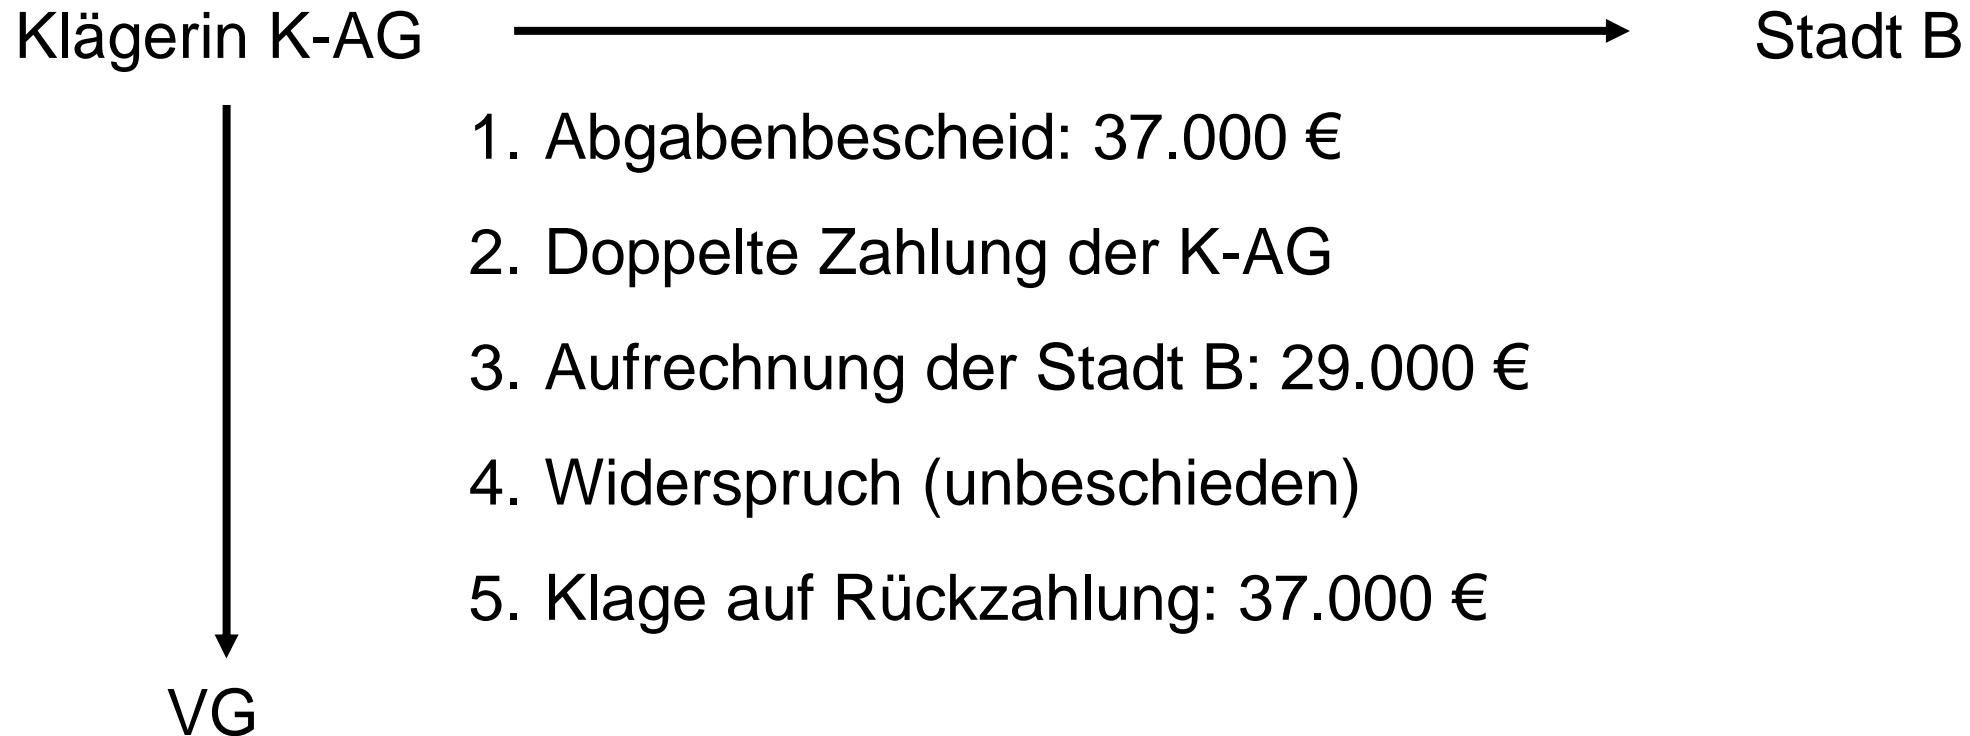 Klägerin K-AG Stadt B
1. Abgabenbescheid: 37.000 €
2. Doppelte Zahlung der K-AG
3. Aufrechnung der Stadt B: 29.000 €
4. Widerspruch (unbeschieden)
5. Klage auf Rückzahlung: 37.000 €
VG